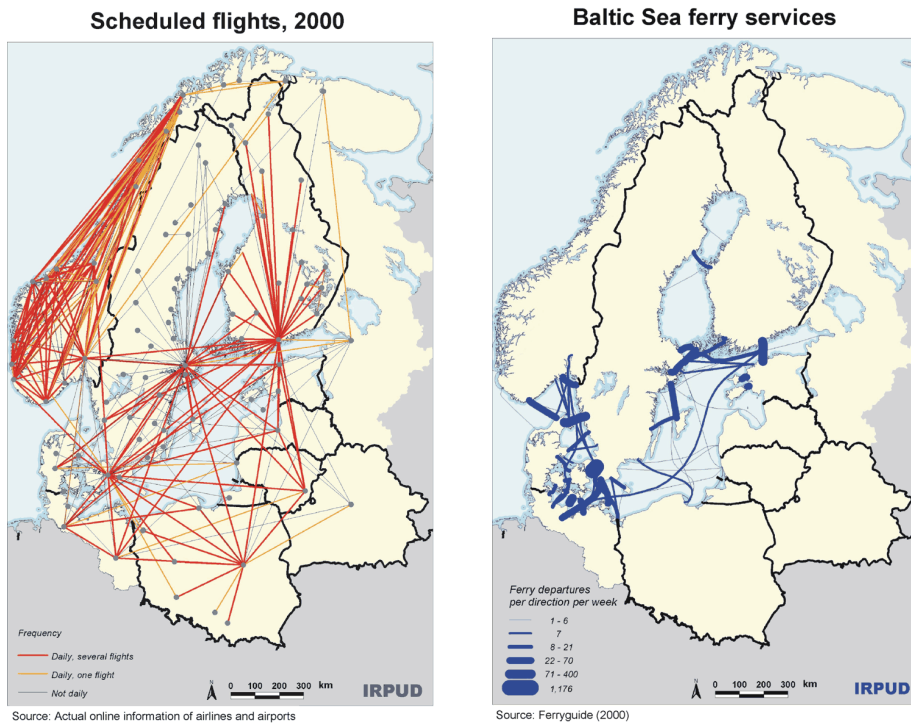 Scheduled flights, 2000
Frequency
Daily, several flights
Daily, one flight
Not daily
N
0 100 200 300 km
IRPUD
Source: Actual online information of airlines and airports
Baltic Sea ferry services
Ferry departures
per direction per week
1 - 6
7
8 - 21
22 - 70
71 - 400
1,176
N
0 100 200 300 km
IRPUD
Source: Ferryguide (2000)